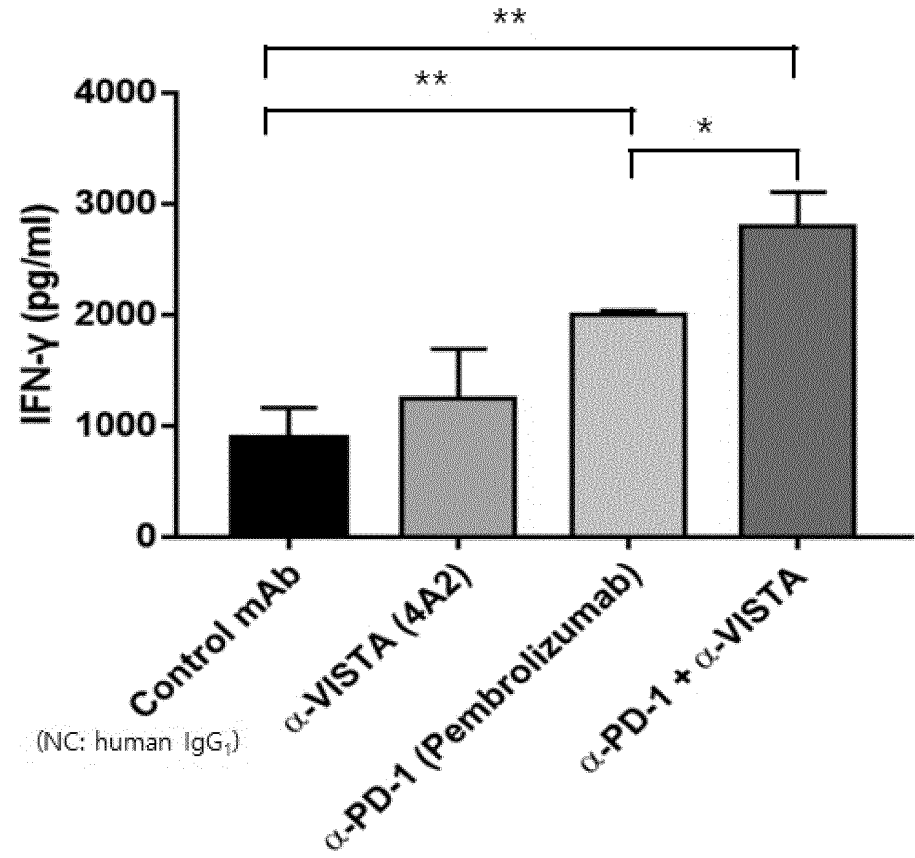 **
**
*
4000
3000
2000
1000
0
IFN-γ (pg/ml)
Control mAb
(NC: human IgG₁)
α-VISTA (4A2)
α-PD-1 (Pembrolizumab)
α-PD-1 + α-VISTA